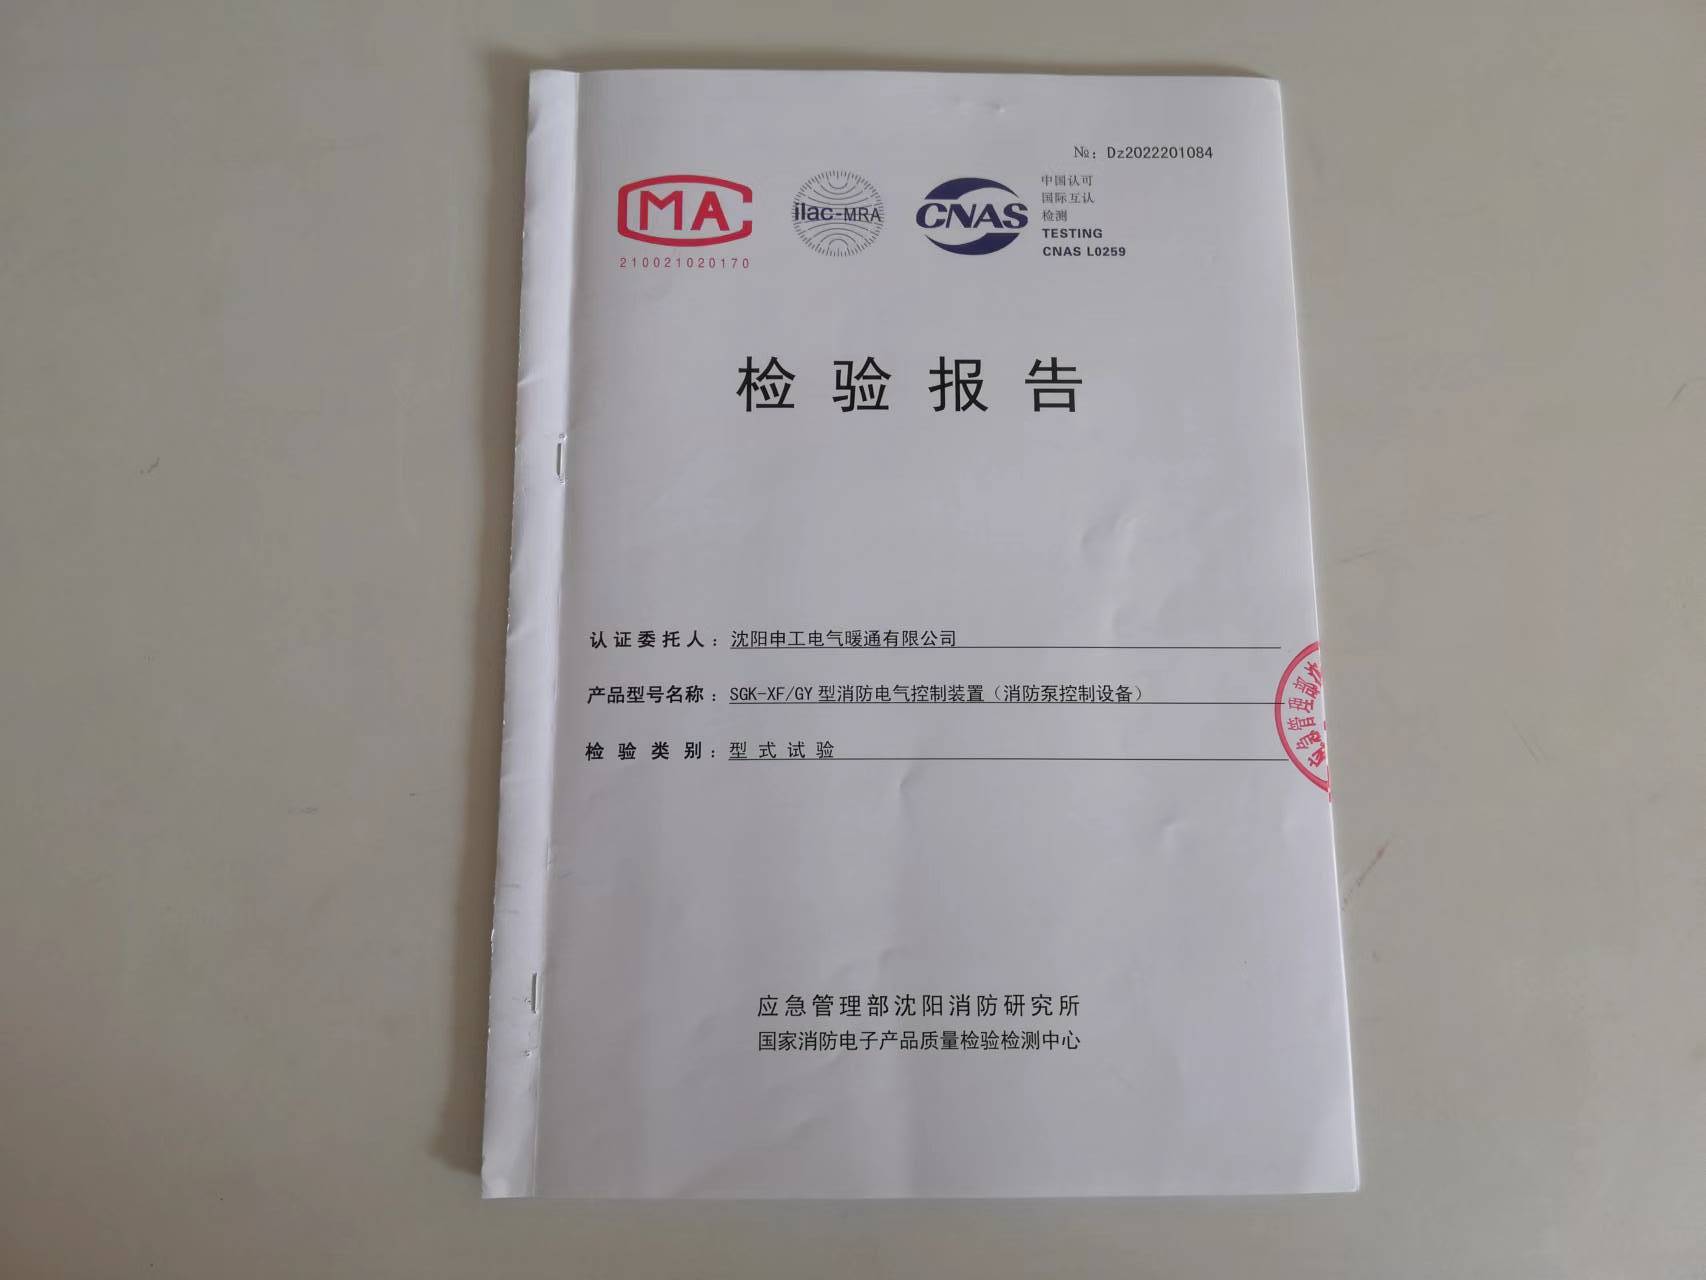 №：Dz2022201084
MA
210021020170
ilac-MRA
CNAS
中国认可
国际互认
检测
TESTING
CNAS L0259
检验报告
认证委托人：沈阳申工电气暖通有限公司
产品型号名称：SGK-XF/GY 型消防电气控制装置（消防泵控制设备）
检验类别：型式试验
应急管理部沈阳消防研究所
国家消防电子产品质量检验检测中心